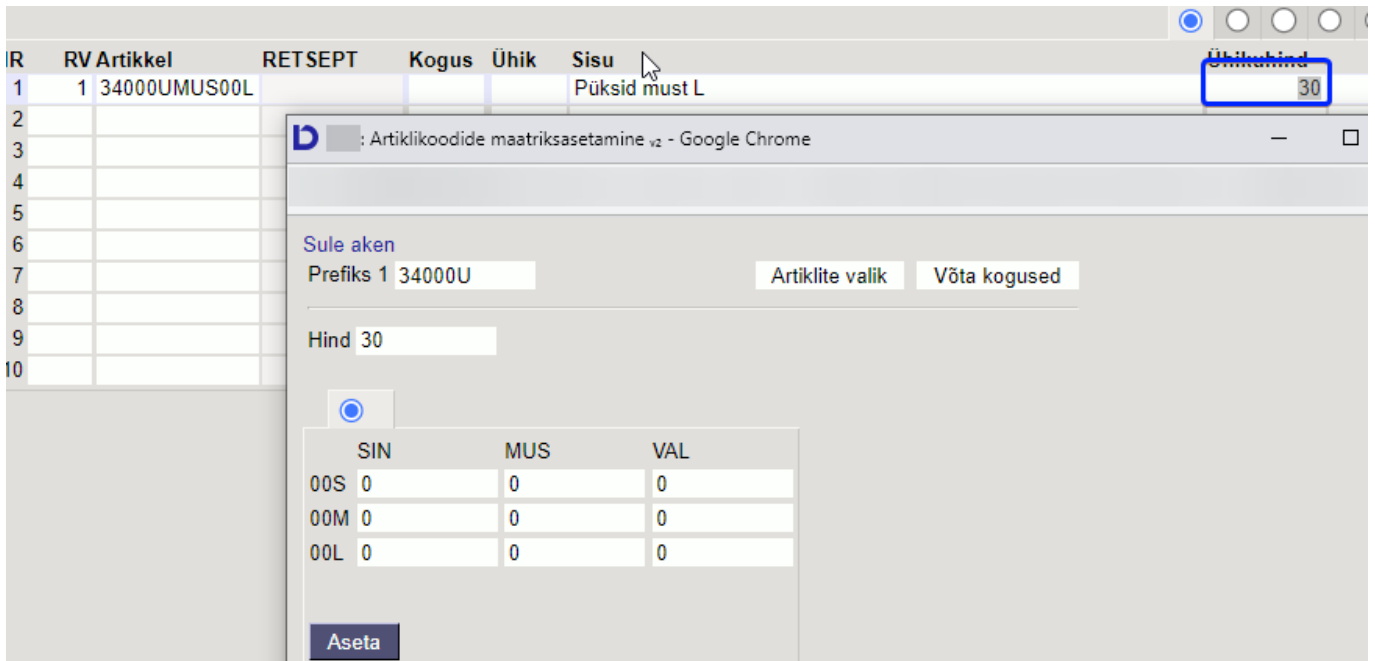 IR RV Artikkel RETSEPT Kogus Ühik Sisu Ühikuhind
1 1 34000UMUS00L Püksid must L 30
2
3
4
5
6
7
8
9
10
: Artiklikoodide maatriksasetamine v2 - Google Chrome
Sule aken
Prefiks 1 34000U Artiklite valik Võta kogused
Hind 30
SIN MUS VAL
00S 0 0 0
00M 0 0 0
00L 0 0 0
Aseta